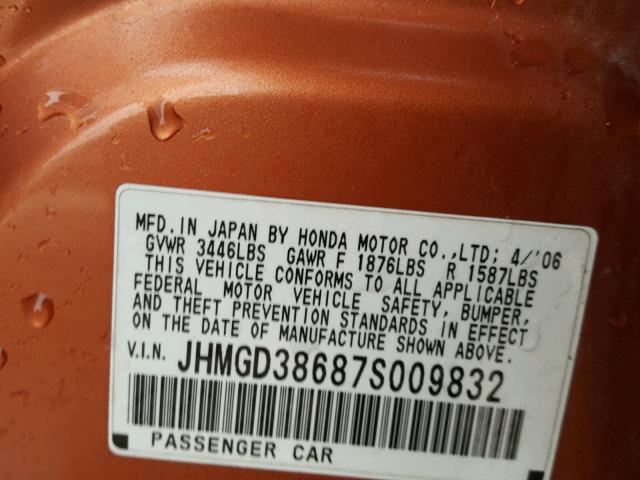 MFD. IN JAPAN BY HONDA MOTOR CO.,LTD; 4/'06
GVWR 3446LBS GAWR F 1876LBS R 1587LBS
THIS VEHICLE CONFORMS TO ALL APPLICABLE
FEDERAL MOTOR VEHICLE SAFETY, BUMPER,
AND THEFT PREVENTION STANDARDS IN EFFECT
ON THE DATE OF MANUFACTURE SHOWN ABOVE.
V.I.N. JHMGD38687S009832
PASSENGER CAR